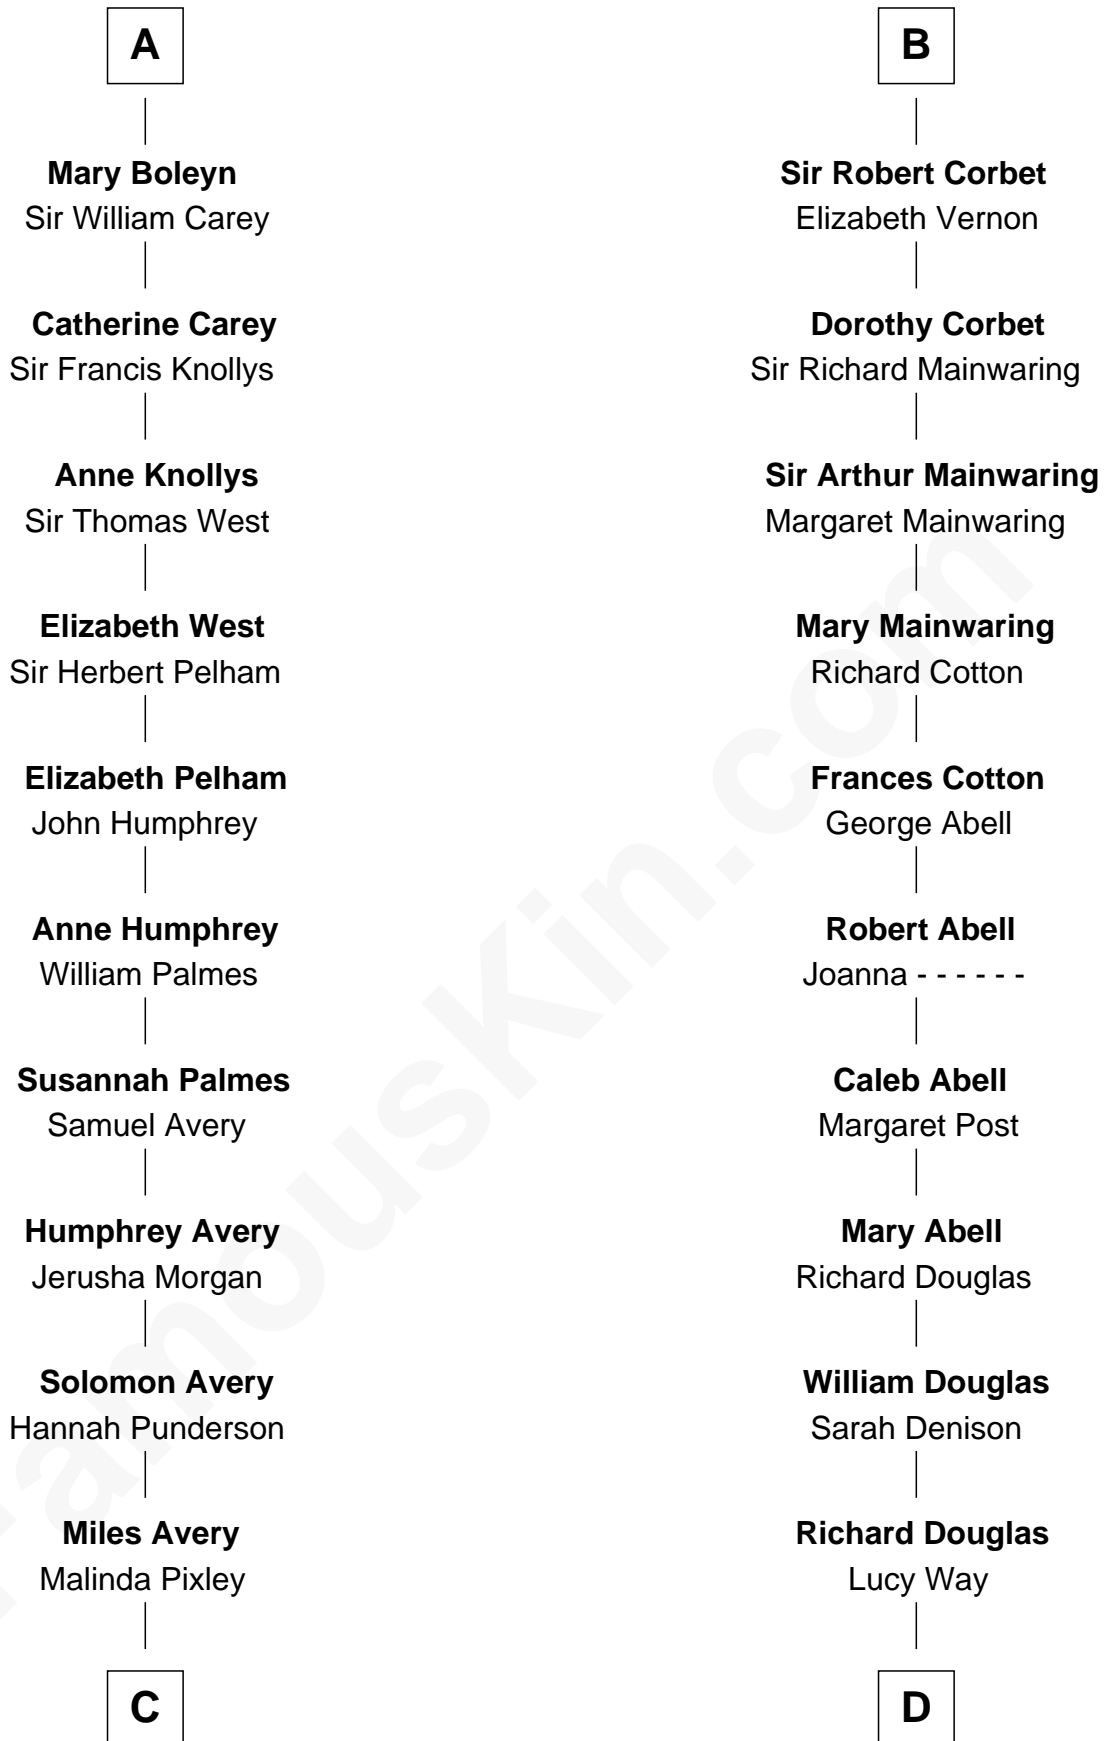 A
Mary Boleyn
Sir William Carey
Catherine Carey
Sir Francis Knollys
Anne Knollys
Sir Thomas West
Elizabeth West
Sir Herbert Pelham
Elizabeth Pelham
John Humphrey
Anne Humphrey
William Palmes
Susannah Palmes
Samuel Avery
Humphrey Avery
Jerusha Morgan
Solomon Avery
Hannah Punderson
Miles Avery
Malinda Pixley
C
B
Sir Robert Corbet
Elizabeth Vernon
Dorothy Corbet
Sir Richard Mainwaring
Sir Arthur Mainwaring
Margaret Mainwaring
Mary Mainwaring
Richard Cotton
Frances Cotton
George Abell
Robert Abell
Joanna - - - - - -
Caleb Abell
Margaret Post
Mary Abell
Richard Douglas
William Douglas
Sarah Denison
Richard Douglas
Lucy Way
D
FamousKin.com